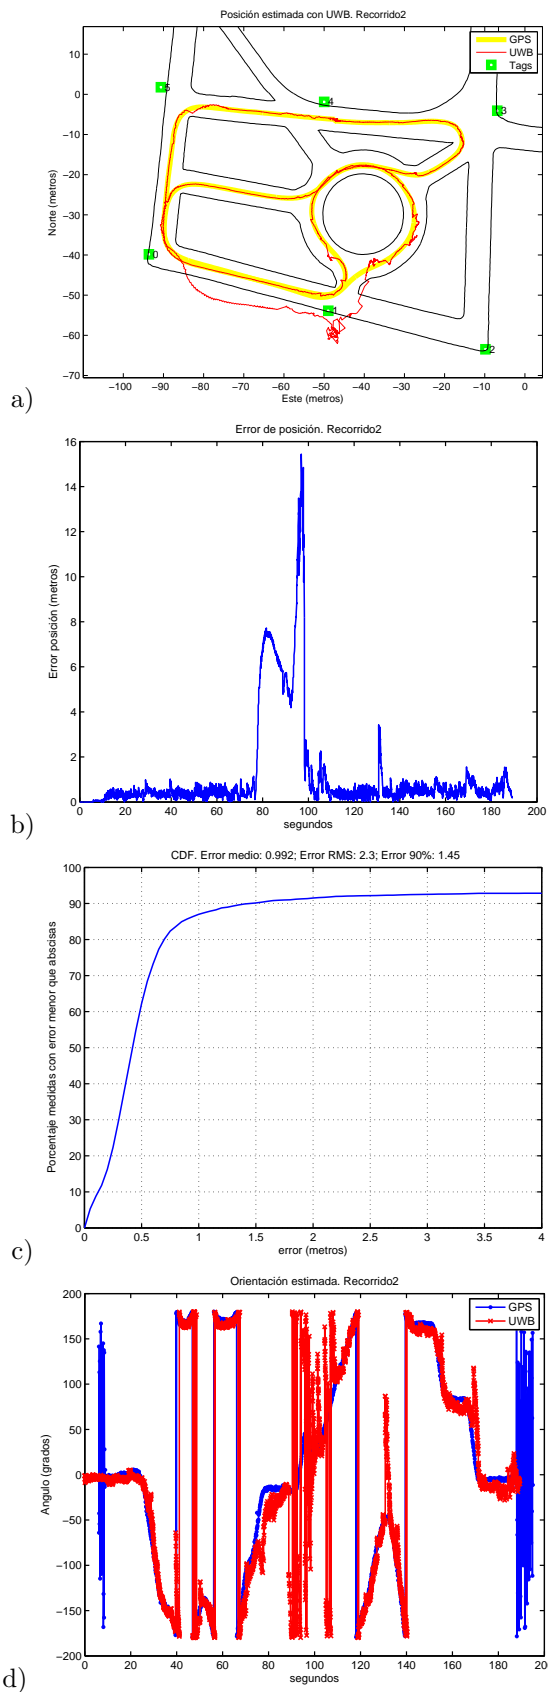 Posición estimada con UWB. Recorrido2
GPS
UWB
Tags
10
0
−10
−20
−30
−40
−50
−60
−70
Norte (metros)
5
4
3
0
1
2
−100 −90 −80 −70 −60 −50 −40 −30 −20 −10 0
Este (metros)
a)
Error de posición. Recorrido2
16
14
12
10
8
6
4
2
0
Error posición (metros)
0 20 40 60 80 100 120 140 160 180 200
segundos
b)
CDF. Error medio: 0.992; Error RMS: 2.3; Error 90%: 1.45
100
90
80
70
60
50
40
30
20
10
0
Porcentaje medidas con error menor que abscisas
0 0.5 1 1.5 2 2.5 3 3.5 4
error (metros)
c)
Orientación estimada. Recorrido2
GPS
UWB
200
150
100
50
0
−50
−100
−150
−200
Angulo (grados)
0 20 40 60 80 100 120 140 160 180 200
segundos
d)